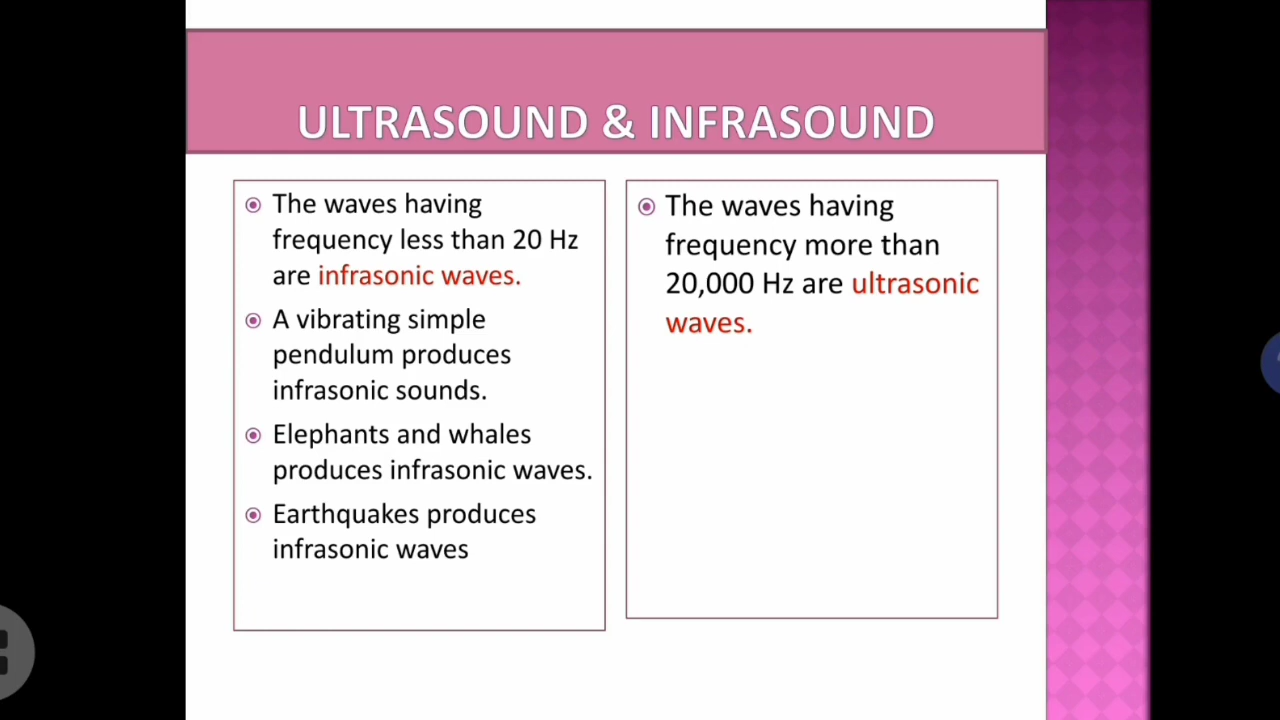 ULTRASOUND & INFRASOUND
The waves having
frequency less than 20 Hz
are infrasonic waves.
A vibrating simple
pendulum produces
infrasonic sounds.
Elephants and whales
produces infrasonic waves.
Earthquakes produces
infrasonic waves
The waves having
frequency more than
20,000 Hz are ultrasonic
waves.